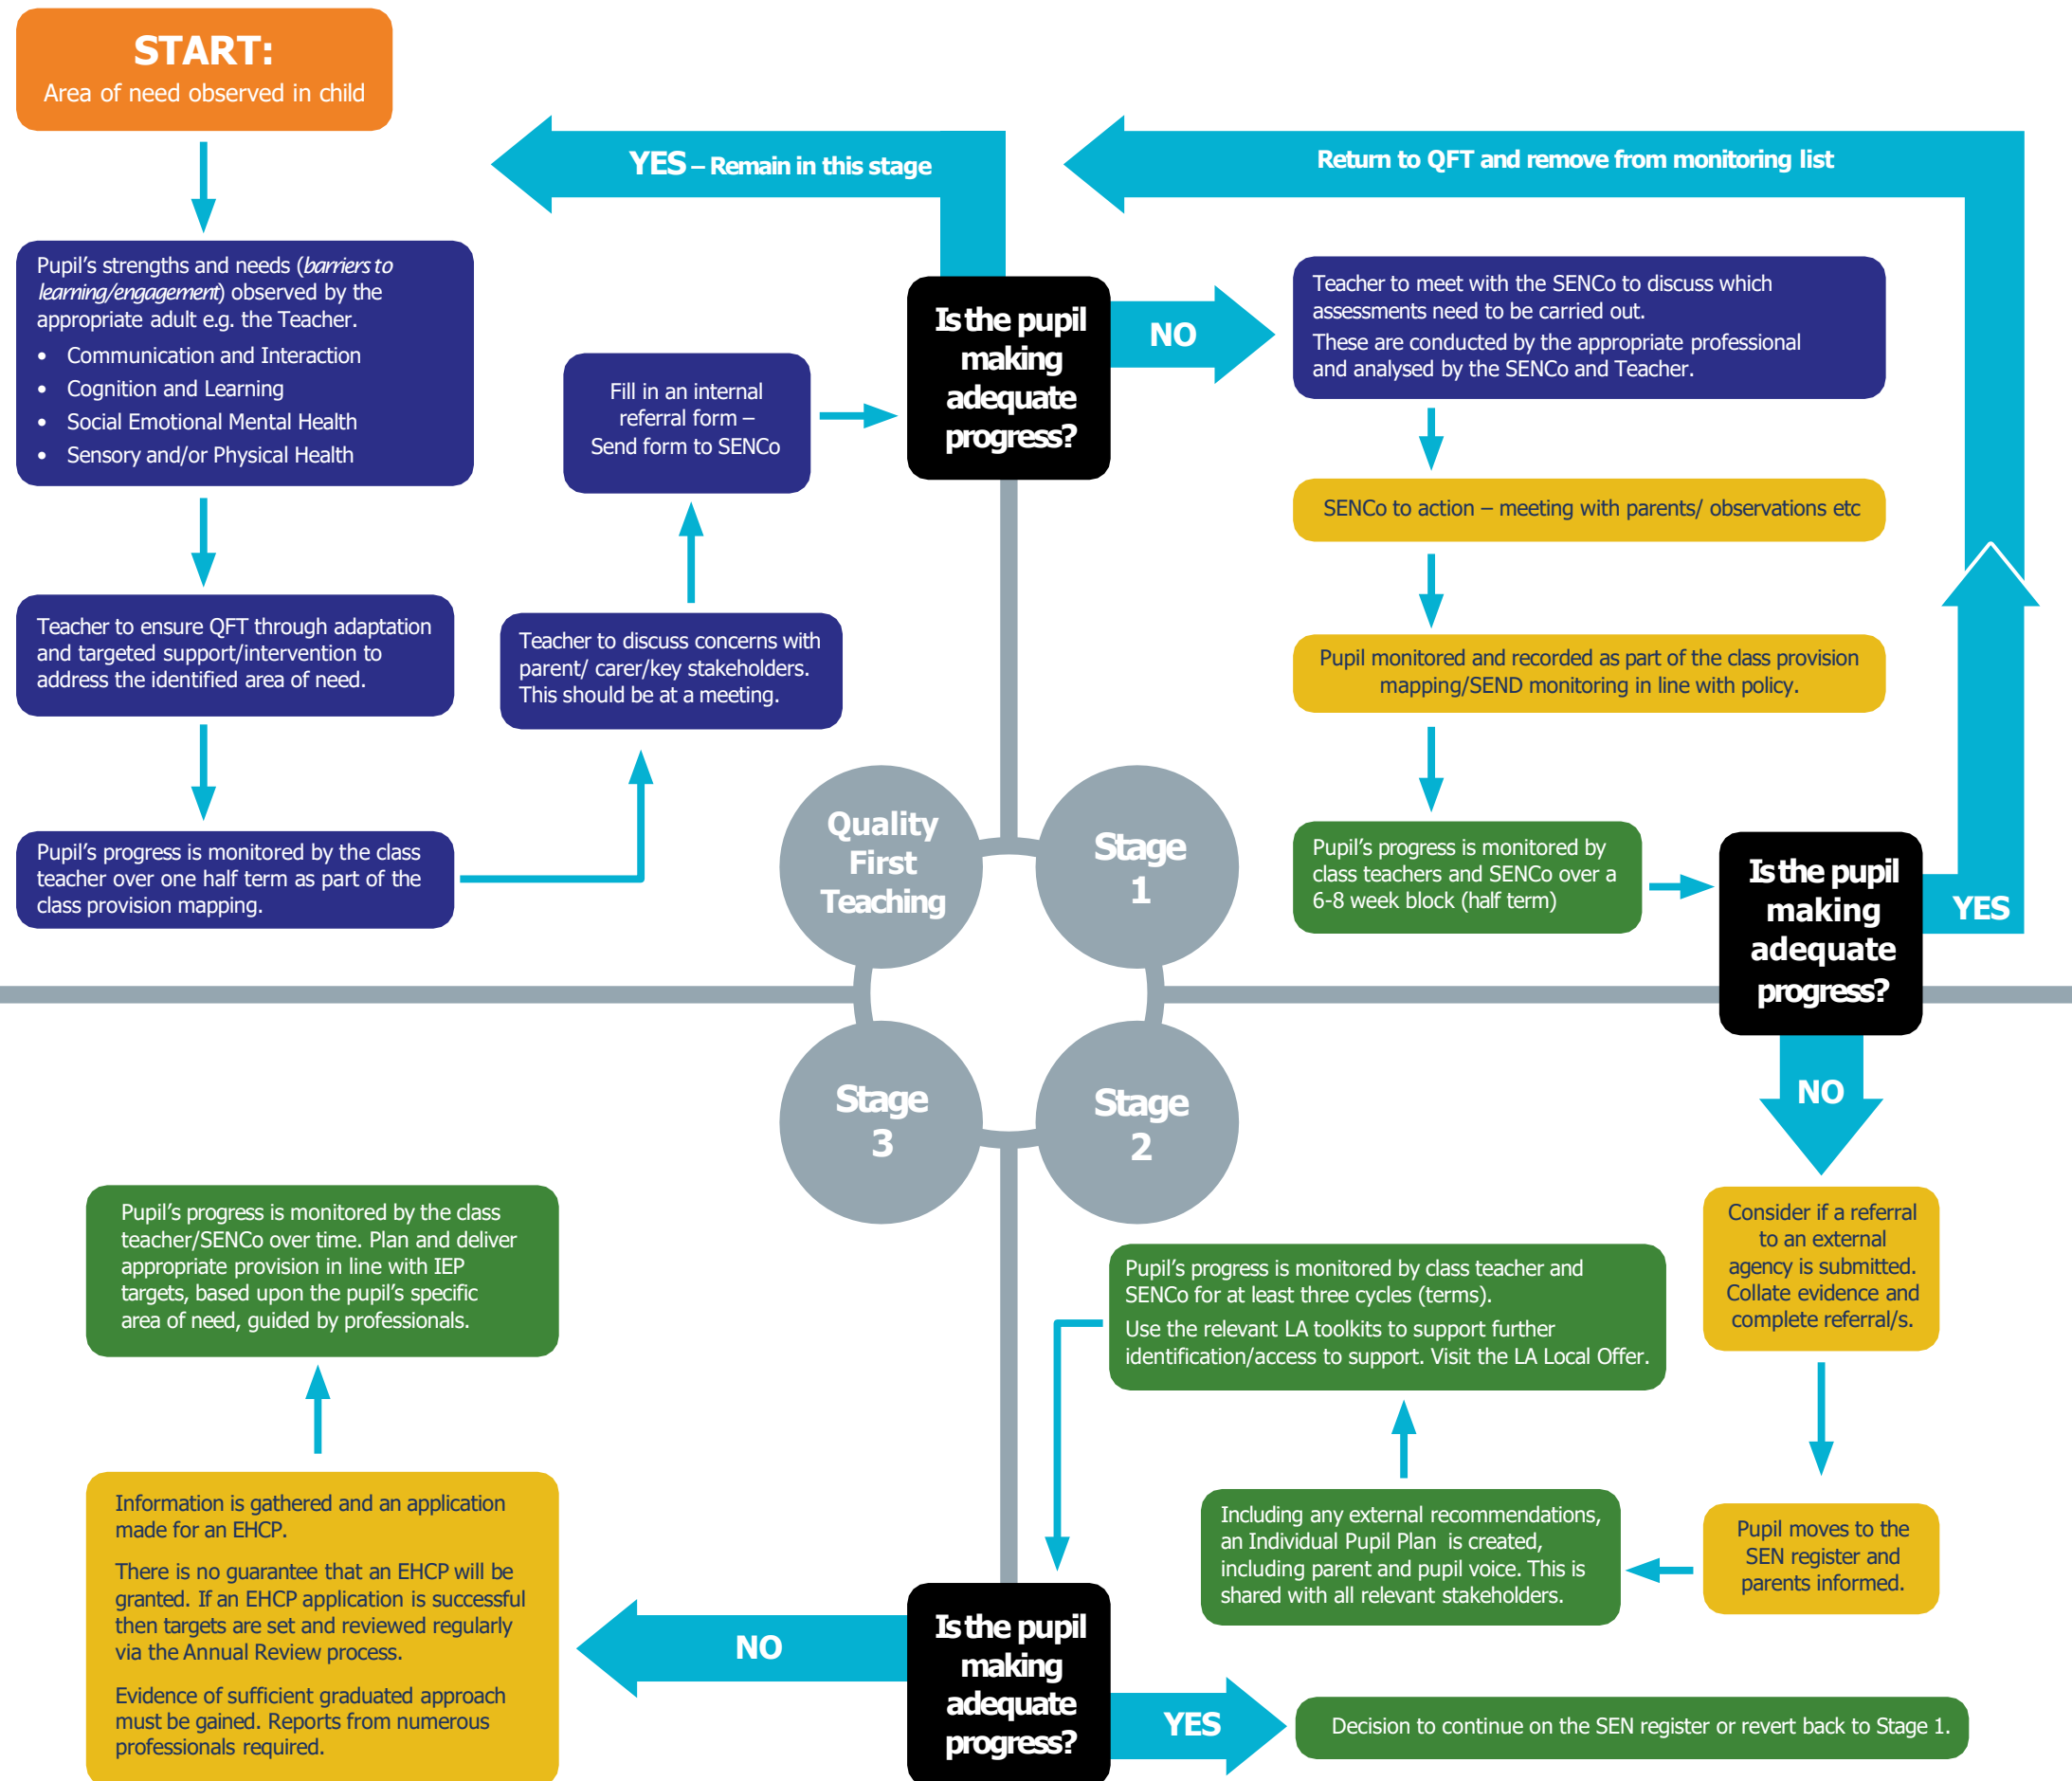 START:
Area of need observed in child
Pupil's strengths and needs (barriers to
learning/engagement) observed by the
appropriate adult e.g. the Teacher.
• Communication and Interaction
• Cognition and Learning
• Social Emotional Mental Health
• Sensory and/or Physical Health
Teacher to ensure QFT through adaptation
and targeted support/intervention to
address the identified area of need.
Pupil's progress is monitored by the class
teacher over one half term as part of the
class provision mapping.
Teacher to discuss concerns with
parent/ carer/key stakeholders.
This should be at a meeting.
Fill in an internal
referral form –
Send form to SENCo
Is the pupil
making
adequate
progress?
YES – Remain in this stage
NO
Return to QFT and remove from monitoring list
Teacher to meet with the SENCo to discuss which
assessments need to be carried out.
These are conducted by the appropriate professional
and analysed by the SENCo and Teacher.
SENCo to action – meeting with parents/ observations etc
Pupil monitored and recorded as part of the class provision
mapping/SEND monitoring in line with policy.
Pupil's progress is monitored by
class teachers and SENCo over a
6-8 week block (half term)
Is the pupil
making
adequate
progress?
YES
NO
Quality
First
Teaching
Stage
1
Stage
3
Stage
2
Consider if a referral
to an external
agency is submitted.
Collate evidence and
complete referral/s.
Pupil moves to the
SEN register and
parents informed.
Including any external recommendations,
an Individual Pupil Plan is created,
including parent and pupil voice. This is
shared with all relevant stakeholders.
Pupil's progress is monitored by class teacher and
SENCo for at least three cycles (terms).
Use the relevant LA toolkits to support further
identification/access to support. Visit the LA Local Offer.
Is the pupil
making
adequate
progress?
YES
Decision to continue on the SEN register or revert back to Stage 1.
NO
Information is gathered and an application
made for an EHCP.
There is no guarantee that an EHCP will be
granted. If an EHCP application is successful
then targets are set and reviewed regularly
via the Annual Review process.
Evidence of sufficient graduated approach
must be gained. Reports from numerous
professionals required.
Pupil's progress is monitored by the class
teacher/SENCo over time. Plan and deliver
appropriate provision in line with IEP
targets, based upon the pupil's specific
area of need, guided by professionals.